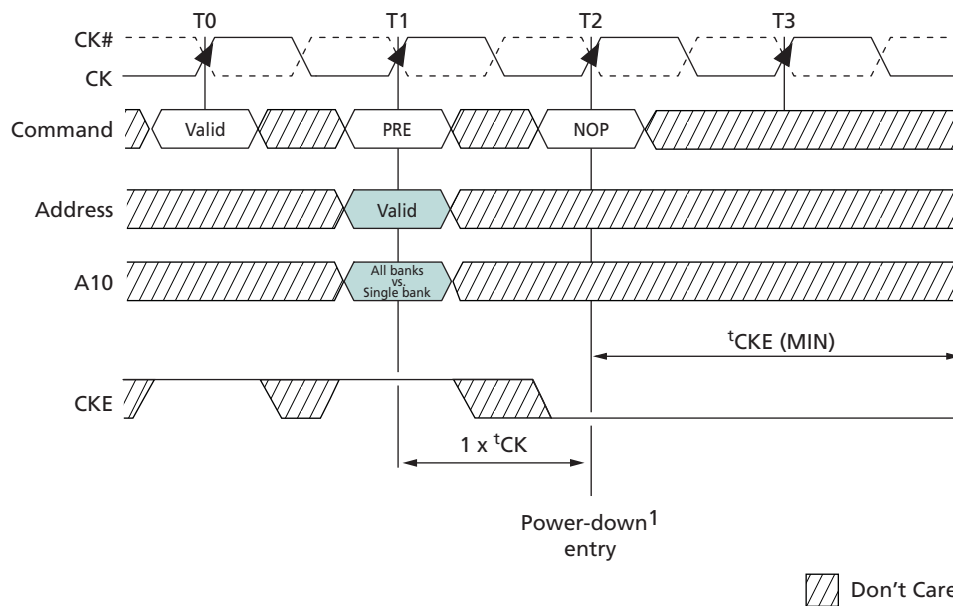 T0 T1 T2 T3
CK#
CK
Command Valid PRE NOP
Address Valid
A10 All banks
vs.
Single bank
tCKE (MIN)
CKE
1 x tCK
Power-down1
entry
Don't Care